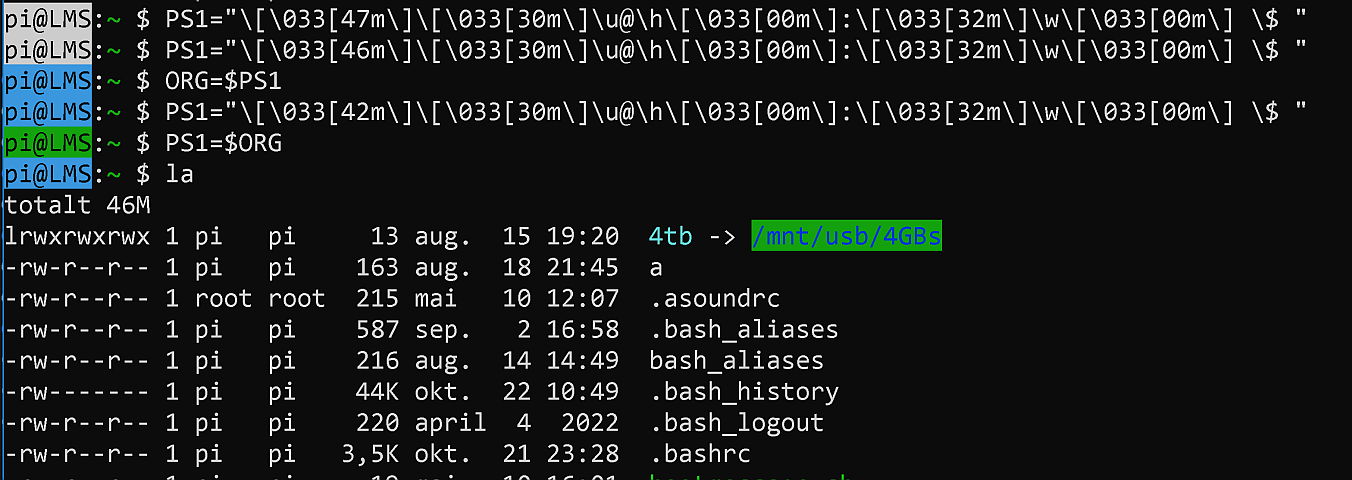 pi@LMS:~ $ PS1="\[\033[47m\]\[\033[30m\]\u@\h\[\033[00m\]:\[\033[32m\]\w\[\033[00m\] \$ "
pi@LMS:~ $ PS1="\[\033[46m\]\[\033[30m\]\u@\h\[\033[00m\]:\[\033[32m\]\w\[\033[00m\] \$ "
pi@LMS:~ $ ORG=$PS1
pi@LMS:~ $ PS1="\[\033[42m\]\[\033[30m\]\u@\h\[\033[00m\]:\[\033[32m\]\w\[\033[00m\] \$ "
pi@LMS:~ $ PS1=$ORG
pi@LMS:~ $ la
totalt 46M
lrwxrwxrwx 1 pi   pi     13 aug.  15 19:20  4tb -> /mnt/usb/4GBs
-rw-r--r-- 1 pi   pi    163 aug.  18 21:45  a
-rw-r--r-- 1 root root  215 mai   10 12:07  .asoundrc
-rw-r--r-- 1 pi   pi    587 sep.   2 16:58  .bash_aliases
-rw-r--r-- 1 pi   pi    216 aug.  14 14:49  bash_aliases
-rw------- 1 pi   pi    44K okt.  22 10:49  .bash_history
-rw-r--r-- 1 pi   pi    220 april  4  2022  .bash_logout
-rw-r--r-- 1 pi   pi   3,5K okt.  21 23:28  .bashrc